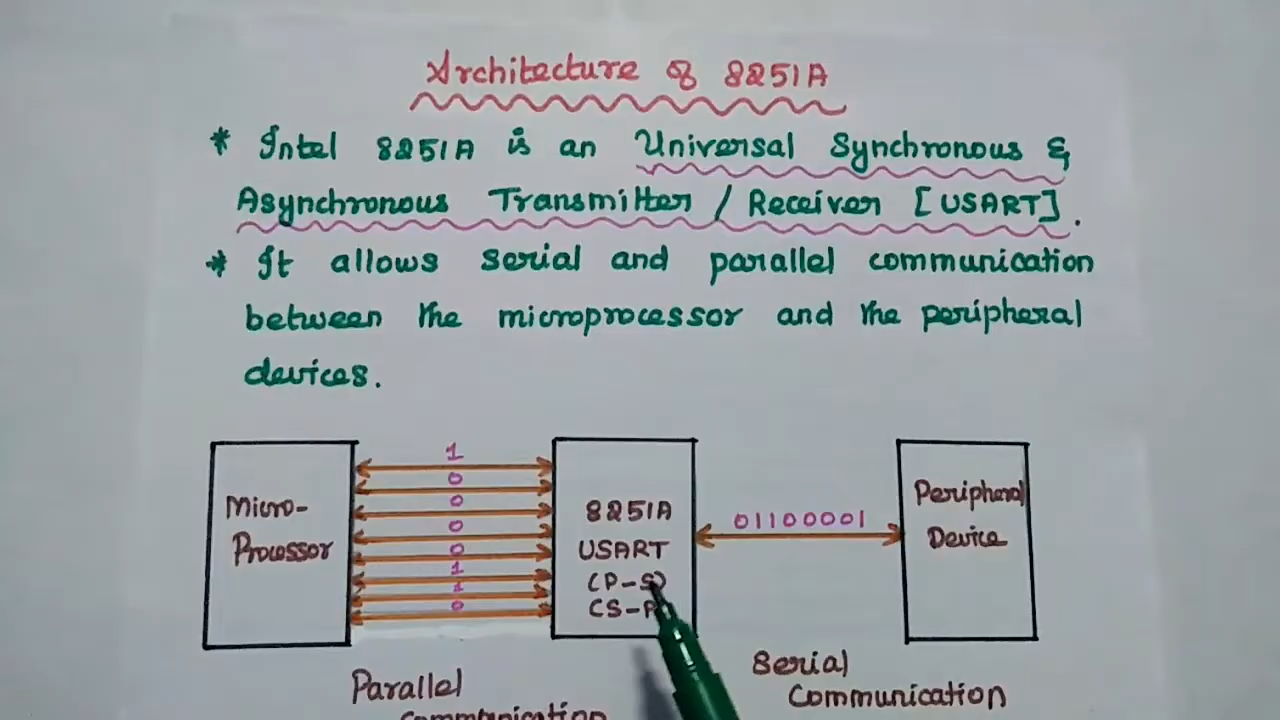 Architecture of 8251A
* Intel 8251A is an Universal Synchronous &
Asynchronous Transmitter / Receiver [USART].
* It allows serial and parallel communication
between the microprocessor and the peripheral
devices.
1
0
0
0
0
1
1
0
Micro-
Processor
8251A
USART
(P-S)
(S-P
01100001
Peripheral
Device
Parallel
communication
Serial
Communication